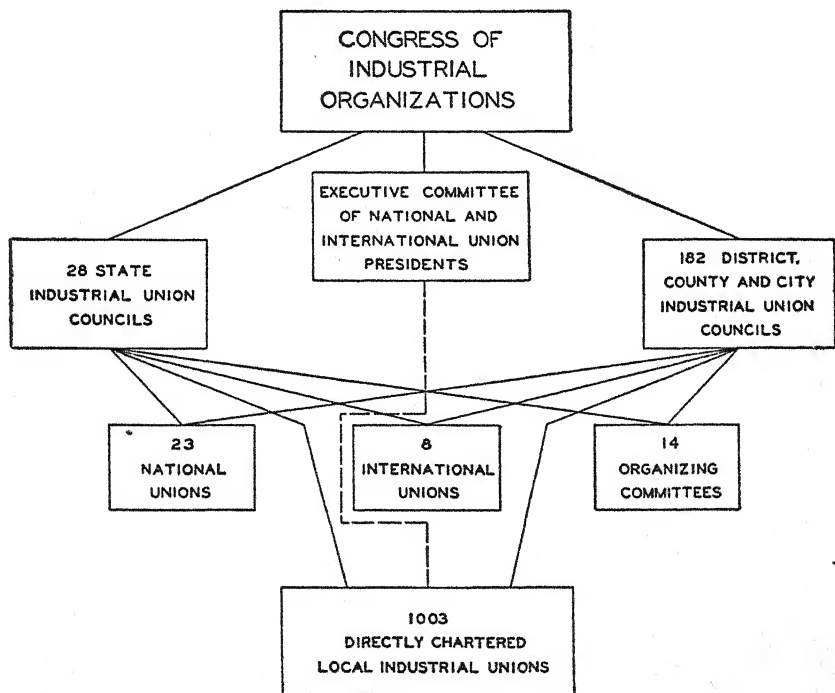 CONGRESS OF
INDUSTRIAL
ORGANIZATIONS
EXECUTIVE COMMITTEE
OF NATIONAL AND
INTERNATIONAL UNION
PRESIDENTS
28 STATE
INDUSTRIAL UNION
COUNCILS
182 DISTRICT,
COUNTY AND CITY
INDUSTRIAL UNION
COUNCILS
23
NATIONAL
UNIONS
8
INTERNATIONAL
UNIONS
14
ORGANIZING
COMMITTEES
1003
DIRECTLY CHARTERED
LOCAL INDUSTRIAL UNIONS